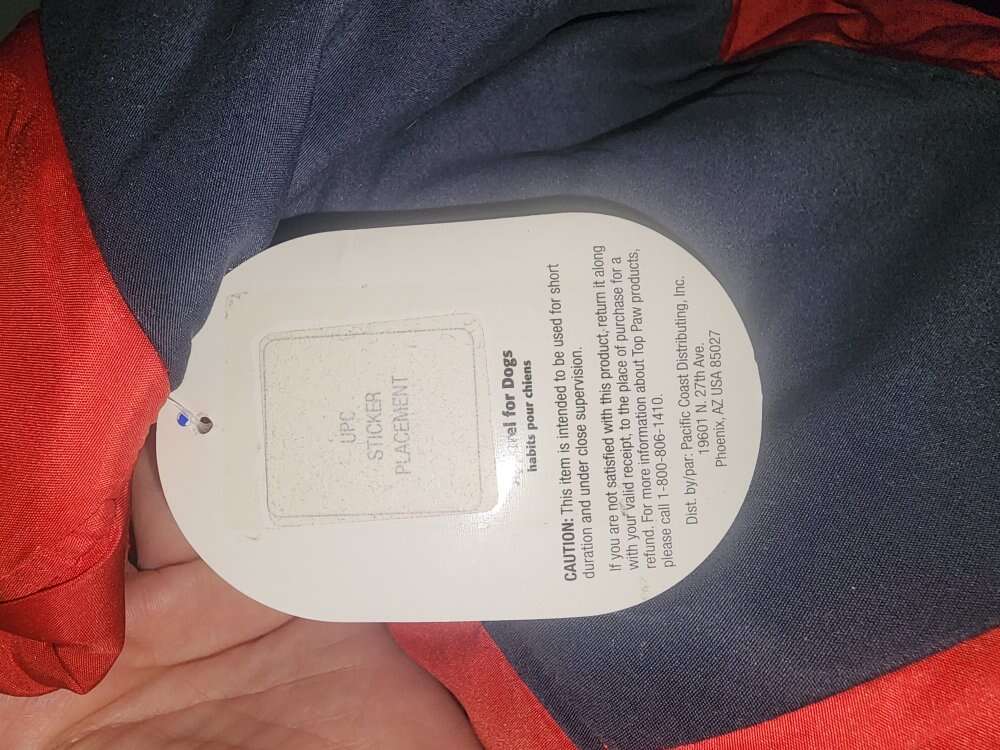 UPC
STICKER
PLACEMENT
for Dogs
habits pour chiens
CAUTION: This item is intended to be used for short
duration and under close supervision.
If you are not satisfied with this product, return it along
with your valid receipt, to the place of purchase for a
refund. For more information about Top Paw products,
please call 1-800-806-1410.
Dist. by/par: Pacific Coast Distributing, Inc.
19601 N. 27th Ave.
Phoenix, AZ USA 85027